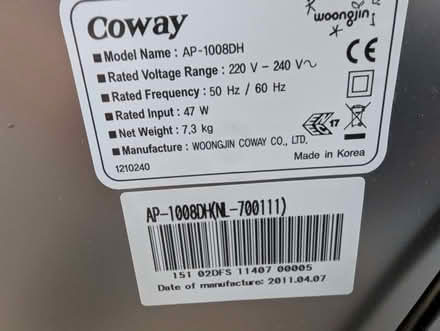 Coway
woongjin
■ Model Name : AP-1008DH
■ Rated Voltage Range : 220 V - 240 V～
■ Rated Frequency : 50 Hz / 60 Hz
■ Rated Input : 47 W
■ Net Weight : 7,3 kg
17
■ Manufacture : WOONGJIN COWAY CO., LTD.
Made in Korea
1210240
AP-1008DH(NL-700111)
151 02DFS 11407 00005
Date of manufacture: 2011.04.07